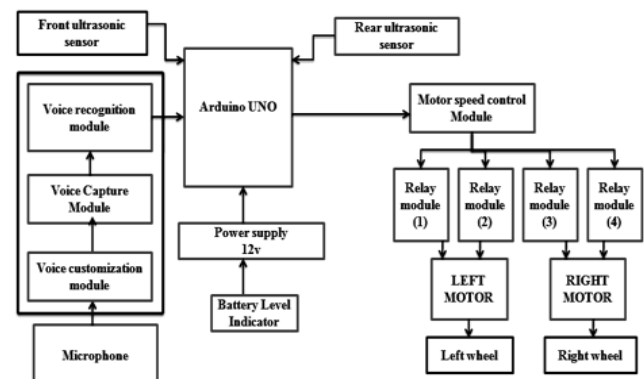 Front ultrasonic
sensor
Rear ultrasonic
sensor
Voice recognition
module
Arduino UNO
Motor speed control
Module
Voice Capture
Module
Relay
module
(1)
Relay
module
(2)
Relay
module
(3)
Relay
module
(4)
Power supply
12v
Voice customization
module
LEFT
MOTOR
RIGHT
MOTOR
Battery Level
Indicator
Microphone
Left wheel
Right wheel